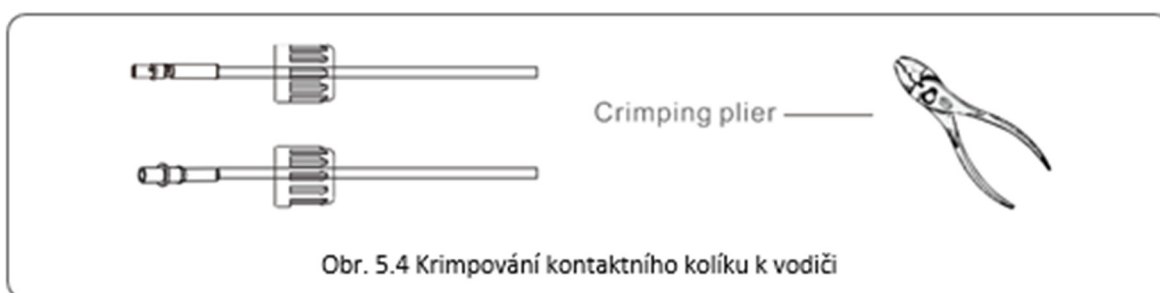 Crimping plier
Obr. 5.4 Krimpování kontaktního kolíku k vodiči